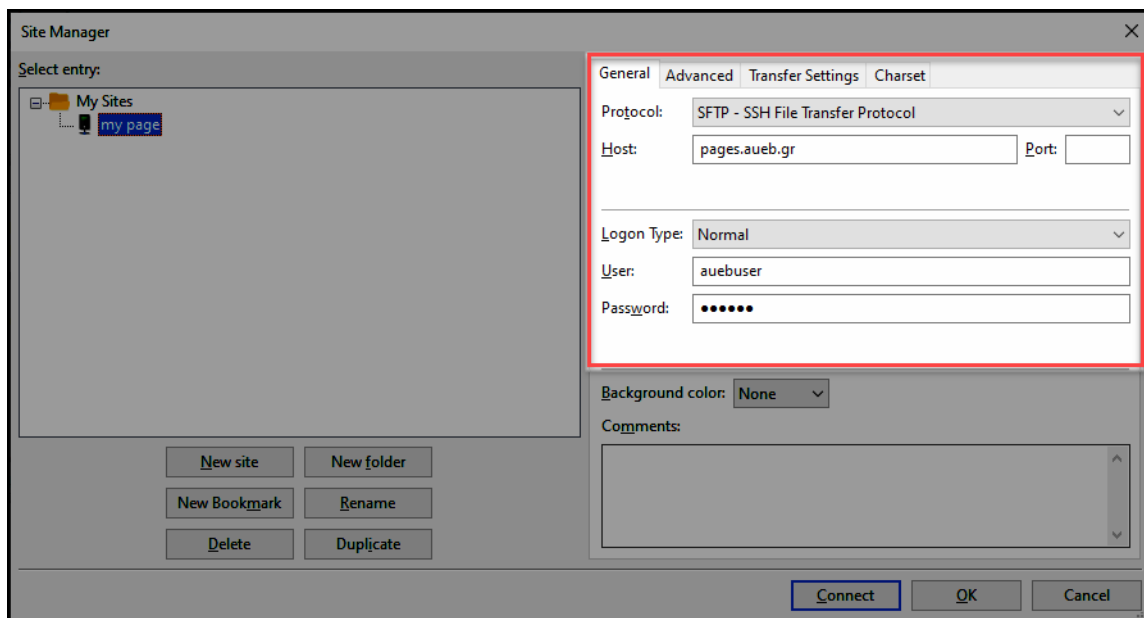 Site Manager
Select entry:
My Sites
my page
New site New folder
New Bookmark Rename
Delete Duplicate
General Advanced Transfer Settings Charset
Protocol: SFTP - SSH File Transfer Protocol
Host: pages.aueb.gr Port:
Logon Type: Normal
User: auebuser
Password: ●●●●●●
Background color: None
Comments:
Connect OK Cancel